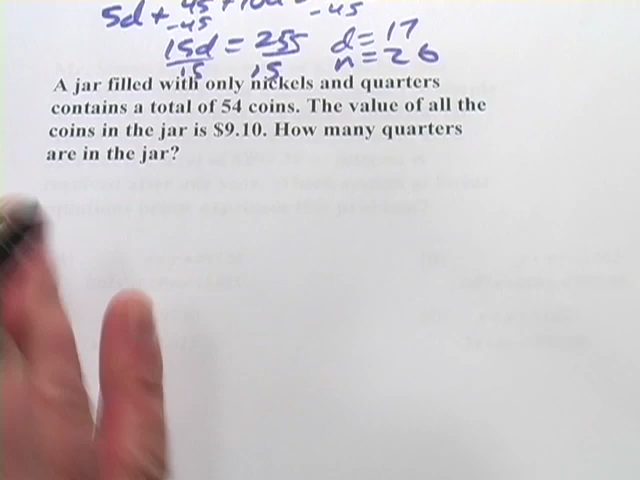 5d + 45 + 10d
-45 -45
15d = 255 d = 17
15 15 n = 26
A jar filled with only nickels and quarters
contains a total of 54 coins. The value of all the
coins in the jar is $9.10. How many quarters
are in the jar?